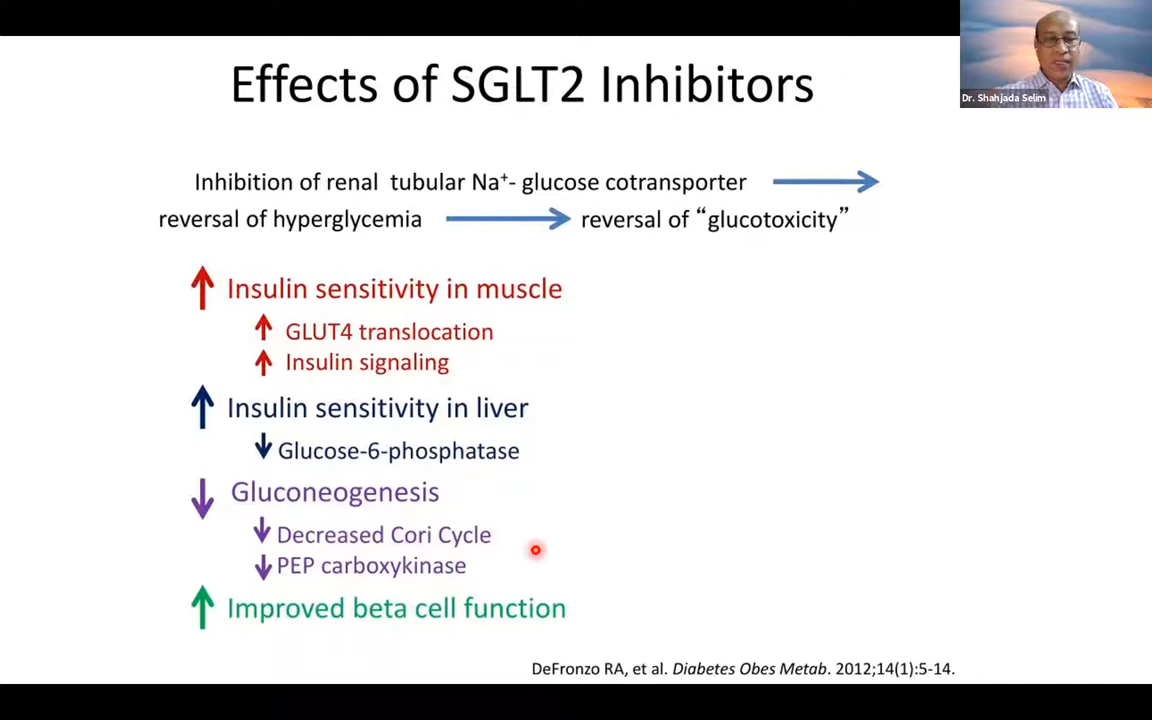 Effects of SGLT2 Inhibitors
Dr. Shahjada Selim
Inhibition of renal tubular Na⁺- glucose cotransporter
reversal of hyperglycemia reversal of “glucotoxicity”
Insulin sensitivity in muscle
GLUT4 translocation
Insulin signaling
Insulin sensitivity in liver
Glucose-6-phosphatase
Gluconeogenesis
Decreased Cori Cycle
PEP carboxykinase
Improved beta cell function
DeFronzo RA, et al. Diabetes Obes Metab. 2012;14(1):5-14.